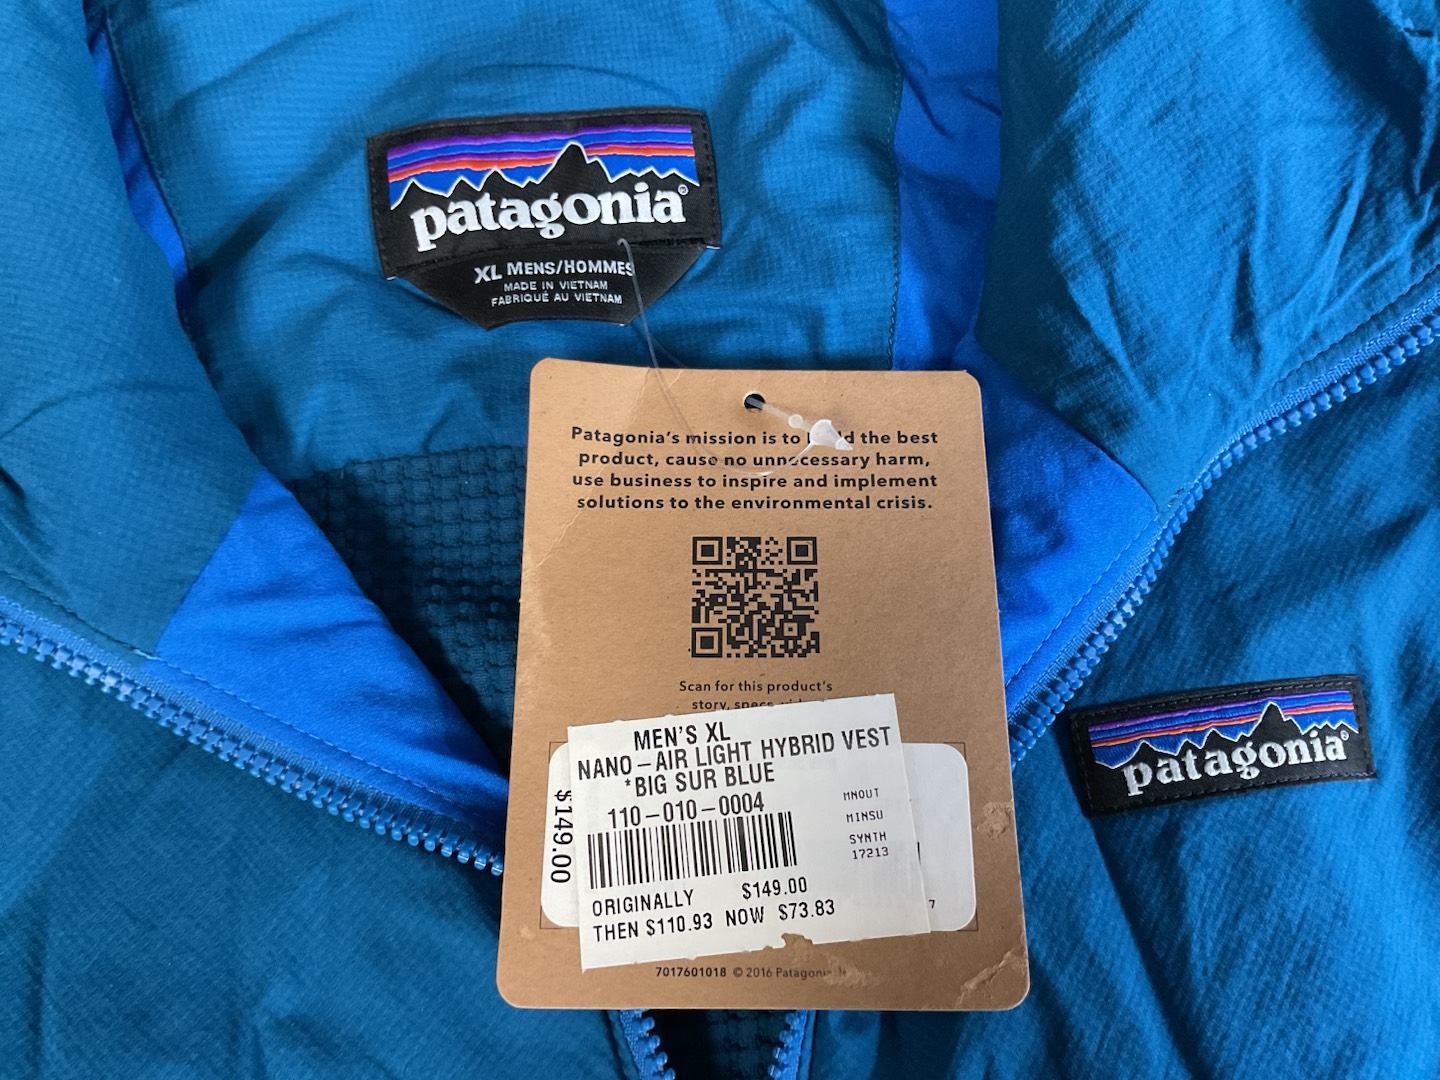 patagonia®
XL MENS/HOMMES
MADE IN VIETNAM
FABRIQUÉ AU VIETNAM
Patagonia's mission is to the best
product, cause no unnecessary harm,
use business to inspire and implement
solutions to the environmental crisis.
Scan for this product's
story, specs,
MEN'S XL
NANO-AIR LIGHT HYBRID VEST
*BIG SUR BLUE
110-010-0004
MNOUT
MINSU
SYNTH
17213
ORIGINALLY $149.00
THEN $110.93 NOW $73.83
$149.00
7
7017601018 © 2016 Patagonia
patagonia®